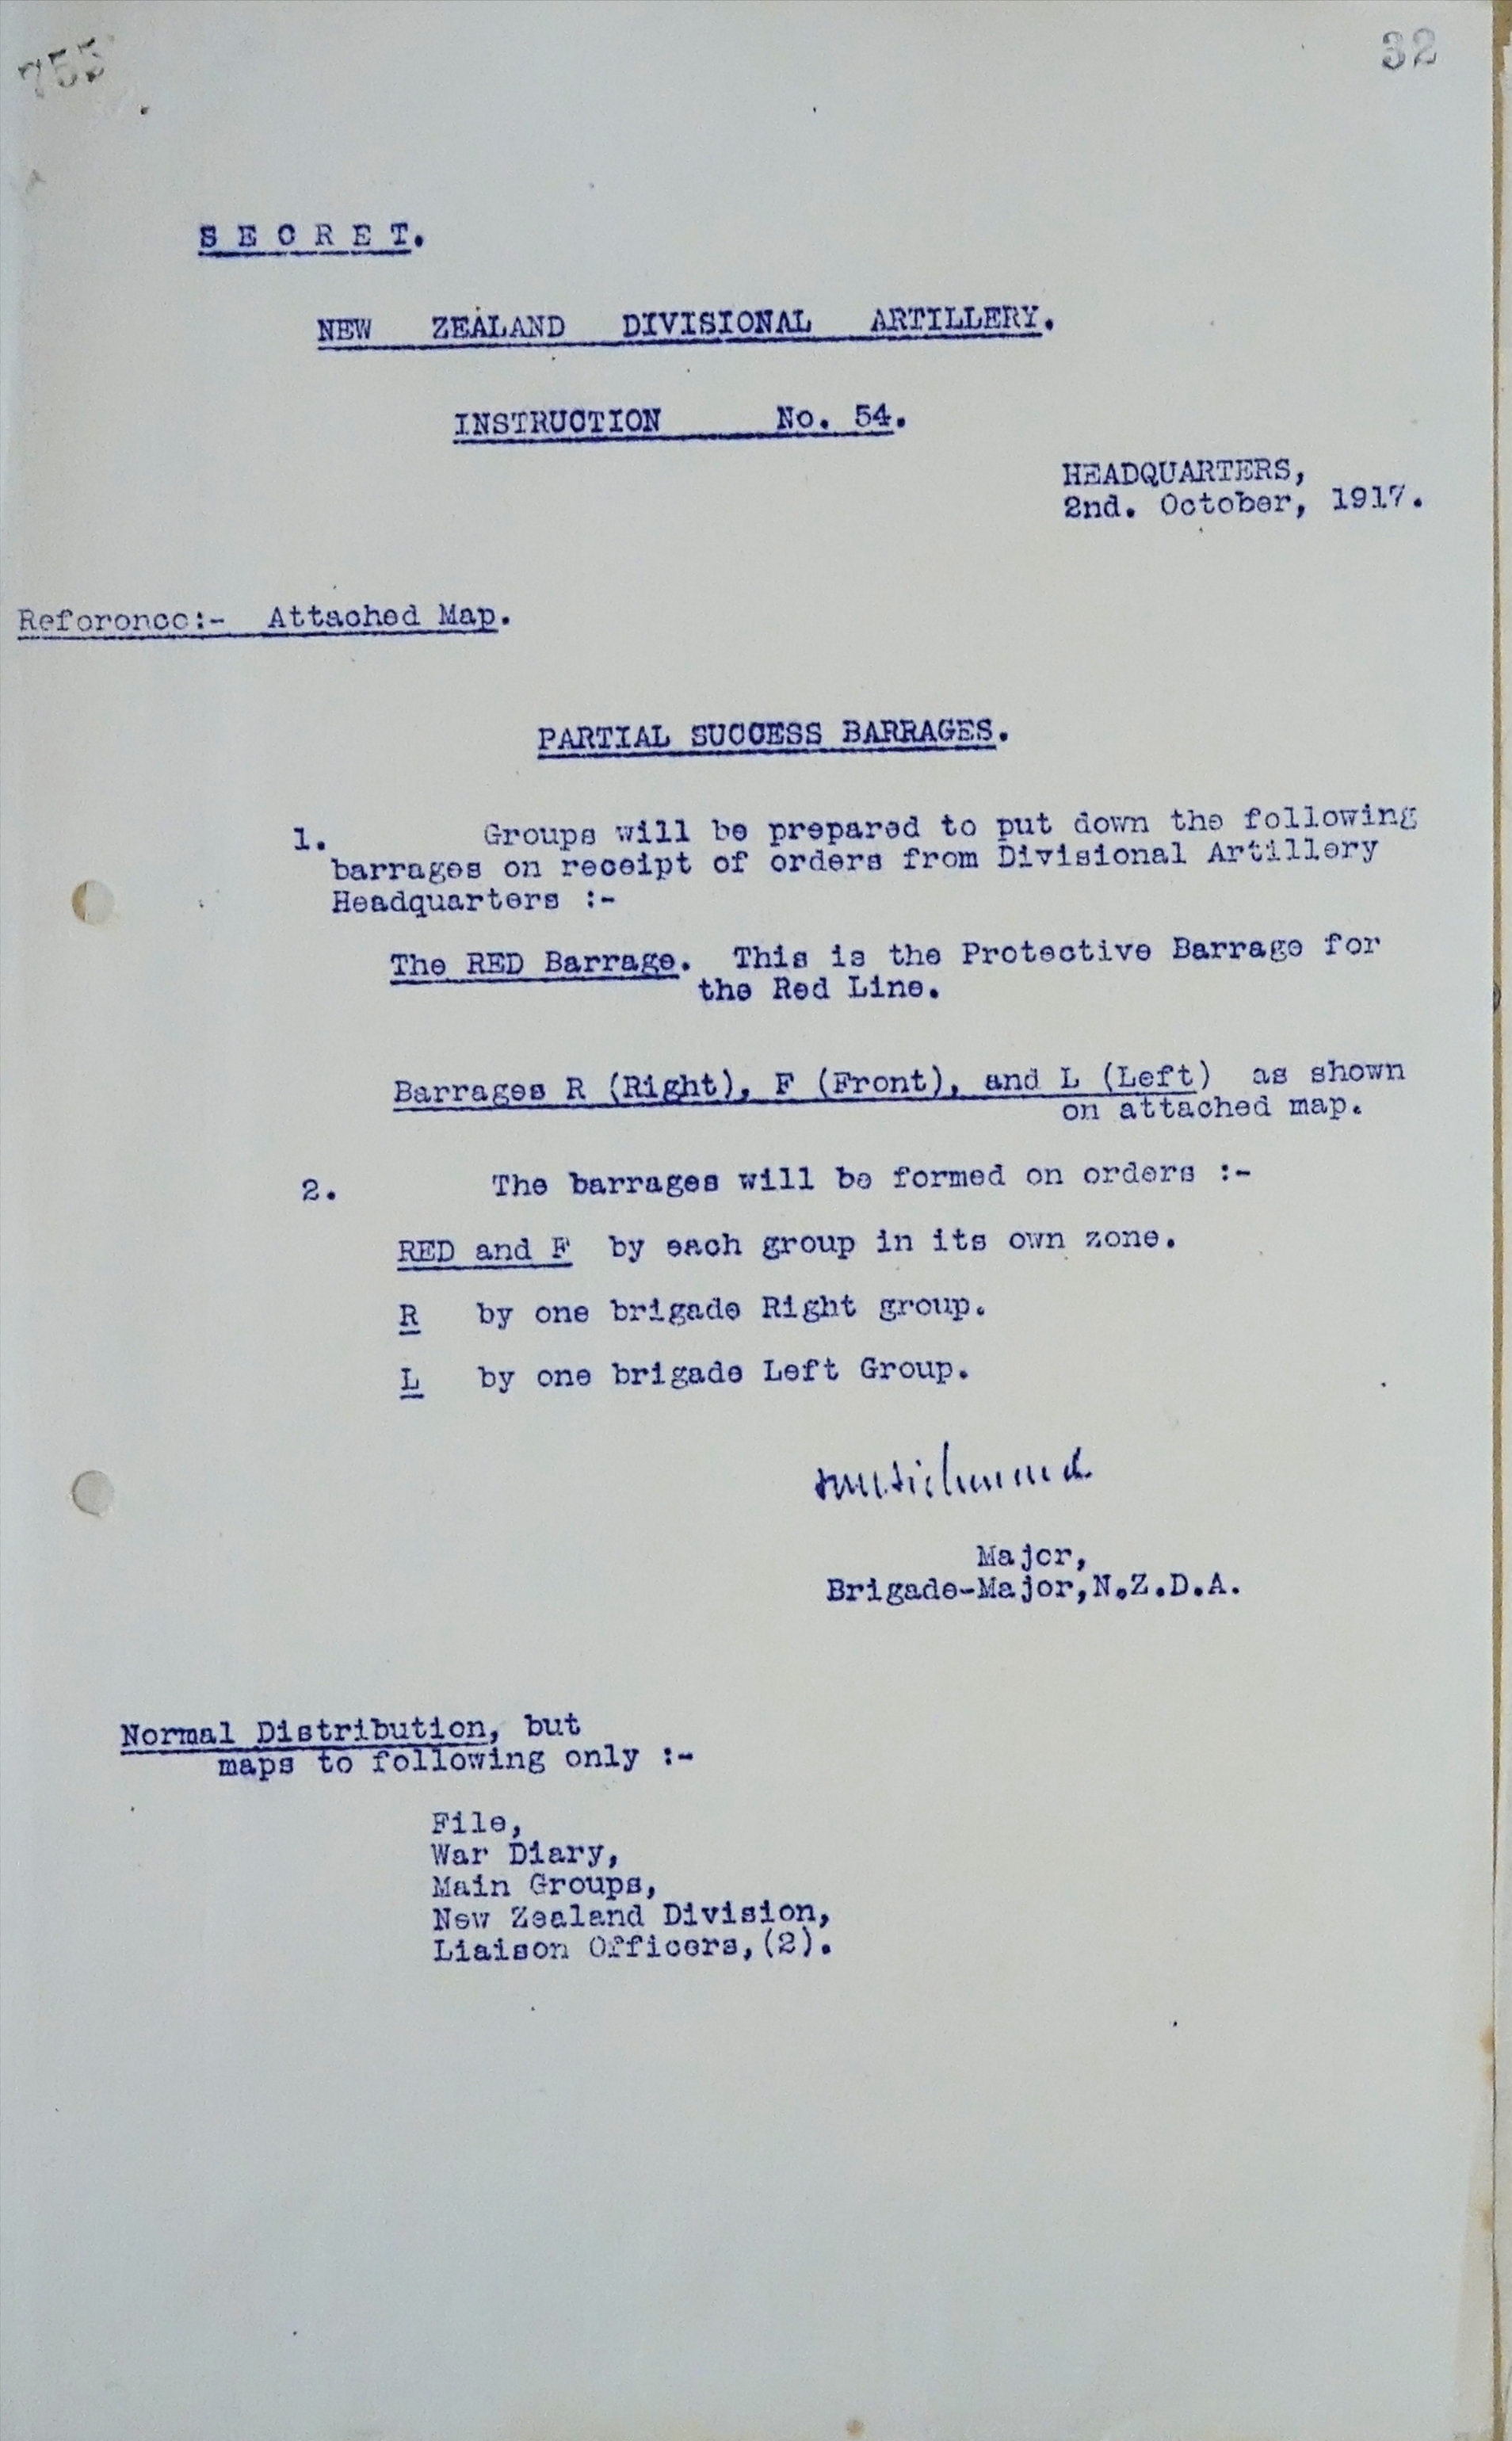 755
32
S E C R E T.
NEW ZEALAND DIVISIONAL ARTILLERY.
INSTRUCTION No. 54.
HEADQUARTERS,
2nd. October, 1917.
Reference:- Attached Map.
PARTIAL SUCCESS BARRAGES.
1. Groups will be prepared to put down the following
barrages on receipt of orders from Divisional Artillery
Headquarters :-
The RED Barrage. This is the Protective Barrage for
the Red Line.
Barrages R (Right), F (Front), and L (Left) as shown
on attached map.
2. The barrages will be formed on orders :-
RED and F by each group in its own zone.
R by one brigade Right group.
L by one brigade Left Group.
Major,
Brigade-Major,N.Z.D.A.
Normal Distribution, but
maps to following only :-
File,
War Diary,
Main Groups,
New Zealand Division,
Liaison Officers,(2).